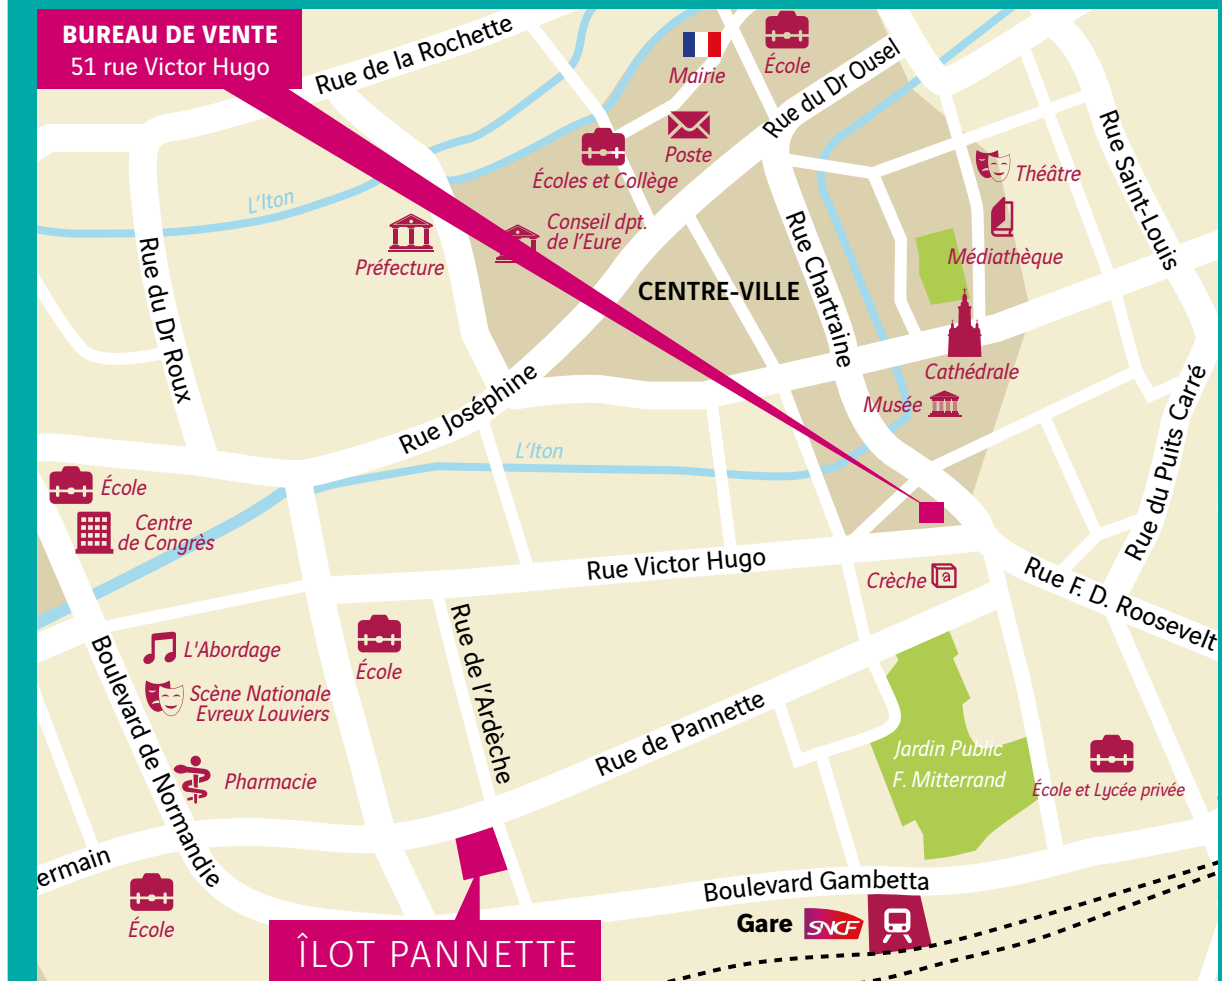 BUREAU DE VENTE
51 rue Victor Hugo
Rue de la Rochette
Mairie
École
Rue du Dr Ousel
Poste
Écoles et Collège
Rue Saint-Louis
Théâtre
L'Iton
Conseil dpt.
de l'Eure
Préfecture
Rue du Dr Roux
Rue Chartraine
Médiathèque
CENTRE-VILLE
Cathédrale
Musée
Rue Joséphine
Rue du Puits Carré
L'Iton
École
Centre
de Congrès
Rue Victor Hugo
Crèche
a
Rue F. D. Roosevelt
L'Abordage
Scène Nationale
Evreux Louviers
École
Rue de l'Ardèche
Boulevard de Normandie
Rue de Pannette
Jardin Public
F. Mitterrand
École et Lycée privée
Pharmacie
ermain
École
Boulevard Gambetta
Gare SNCF
ÎLOT PANNETTE